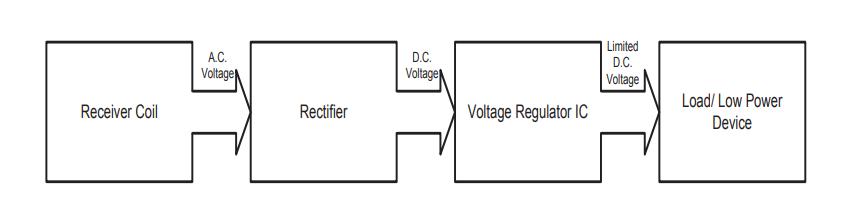 Receiver Coil
A.C.
Voltage
Rectifier
D.C.
Voltage
Voltage Regulator IC
Limited
D.C.
Voltage
Load/ Low Power
Device